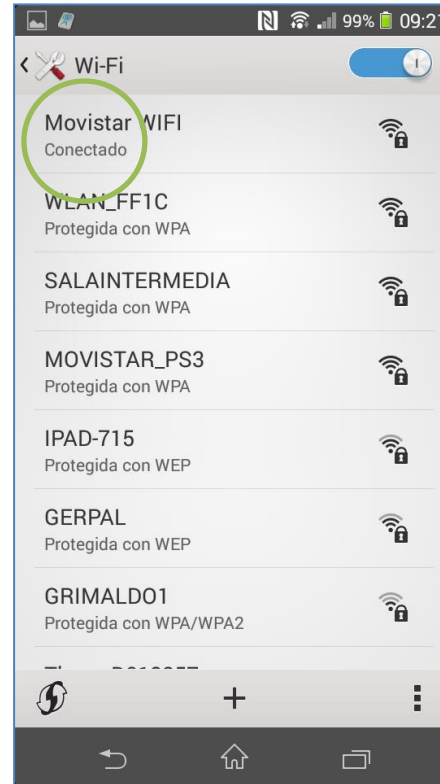 99% 09:21
Wi-Fi
Movistar WIFI
Conectado
WLAN_FF1C
Protegida con WPA
SALAINTERMEDIA
Protegida con WPA
MOVISTAR_PS3
Protegida con WPA
IPAD-715
Protegida con WEP
GERPAL
Protegida con WEP
GRIMALDO1
Protegida con WPA/WPA2